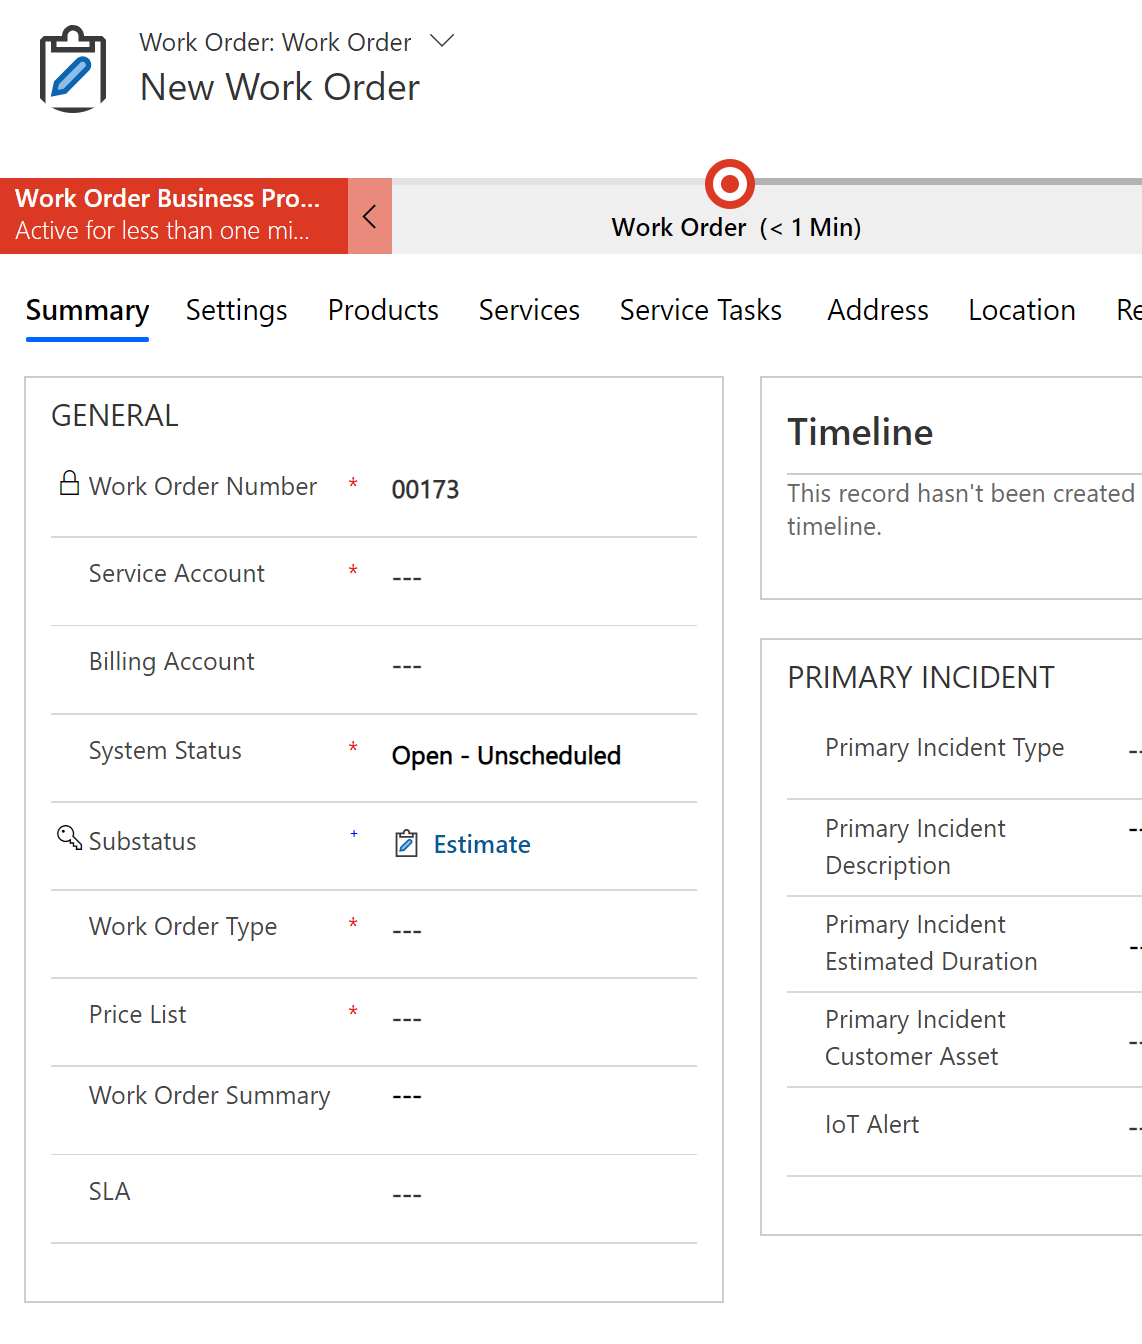 Work Order: Work Order
New Work Order
Work Order Business Pro...
Active for less than one mi...
Work Order (< 1 Min)
Summary Settings Products Services Service Tasks Address Location Re
GENERAL
Work Order Number * 00173
Service Account * ---
Billing Account ---
System Status * Open - Unscheduled
Substatus + Estimate
Work Order Type * ---
Price List * ---
Work Order Summary ---
SLA ---
Timeline
This record hasn't been created
timeline.
PRIMARY INCIDENT
Primary Incident Type --
Primary Incident
Description --
Primary Incident
Estimated Duration --
Primary Incident
Customer Asset --
IoT Alert --